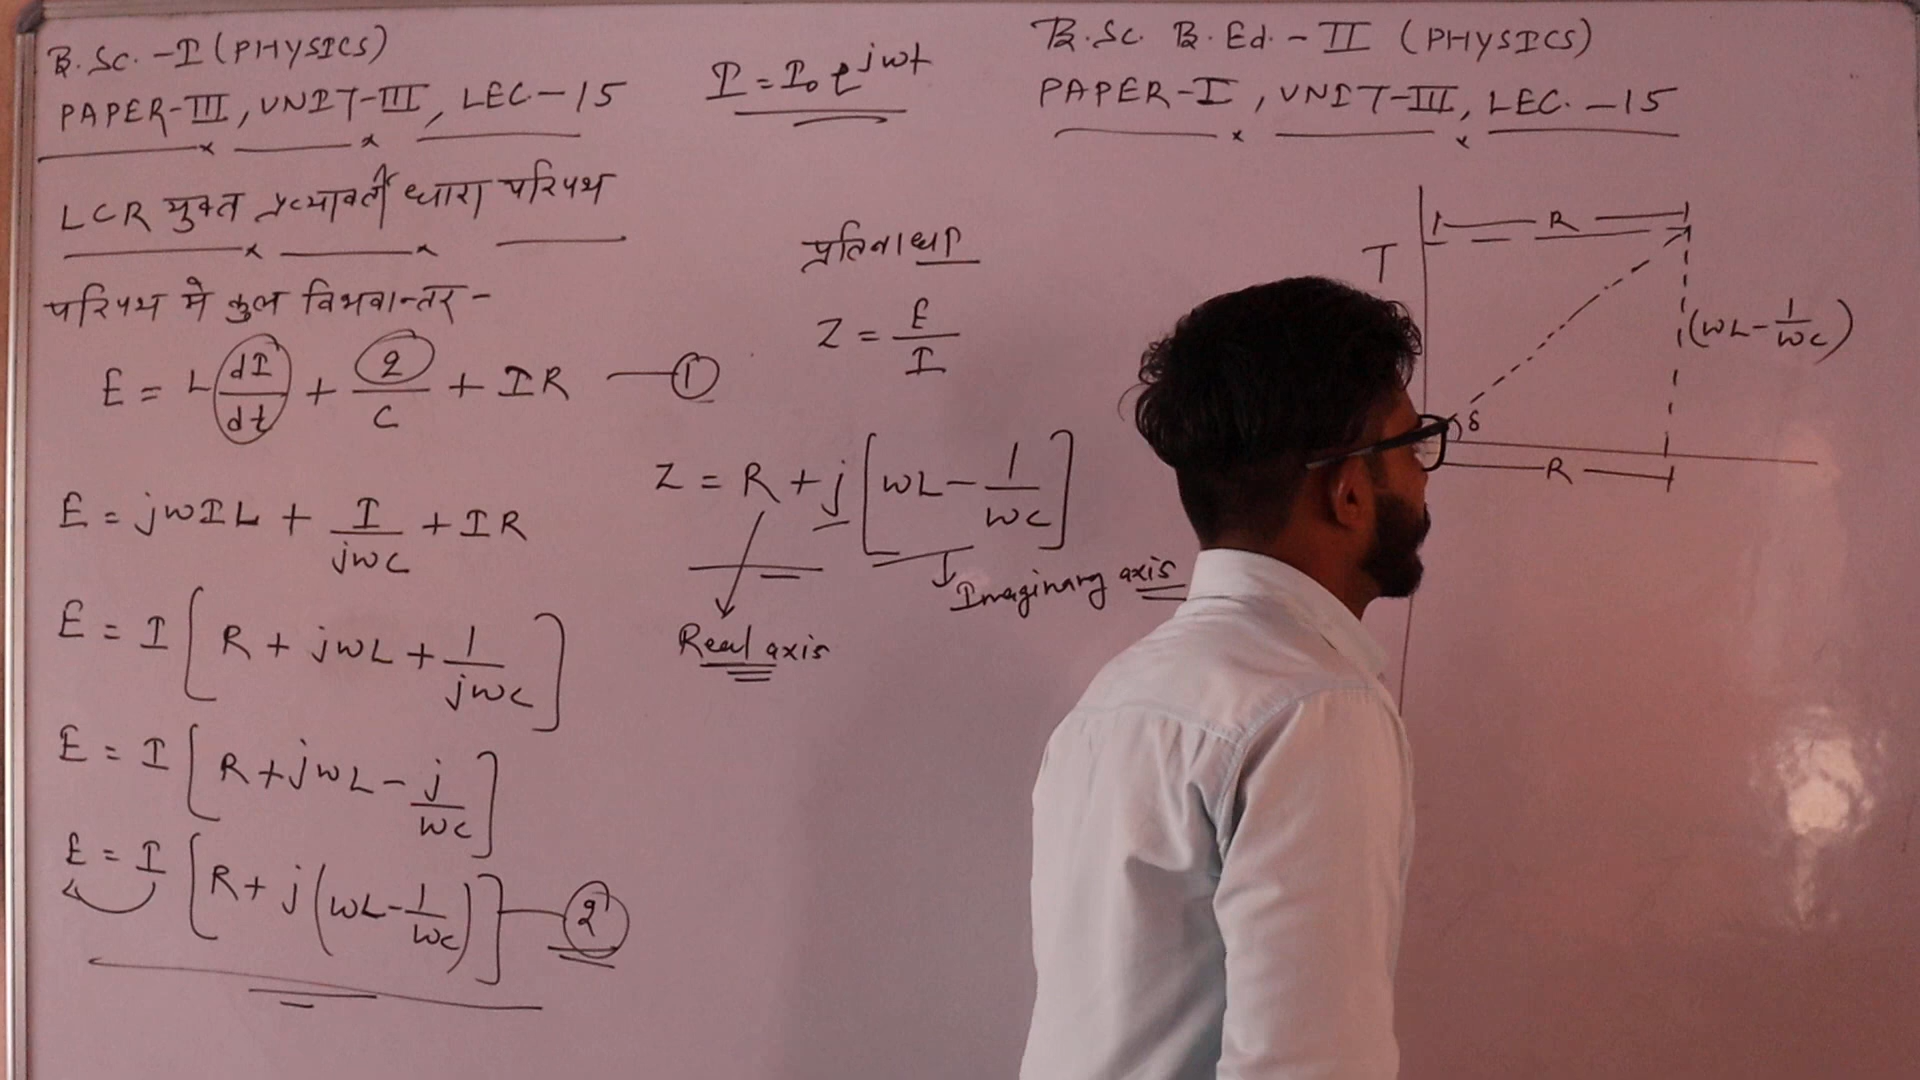 B.Sc.-I (PHYSICS)
PAPER-III, UNIT-III, LEC-15
LCR युक्त प्रत्यावर्ती धारा परिपथ
परिपथ मे कुल विभवान्तर-
E = L dI/dt + q/C + IR — ①
E = jωIL + I/jωC + IR
E = I [R + jωL + 1/jωC]
E = I [R + jωL - j/ωC]
E = I [R + j(ωL - 1/ωC)] — ②
I = I₀ e^jωt
प्रतिबाधा
Z = E/I
Z = R + j[ωL - 1/ωC]
Imaginary axis
Real axis
B.Sc. B.Ed.-II (PHYSICS)
PAPER-I, UNIT-III, LEC.-15
R
(ωL - 1/ωC)
δ
R